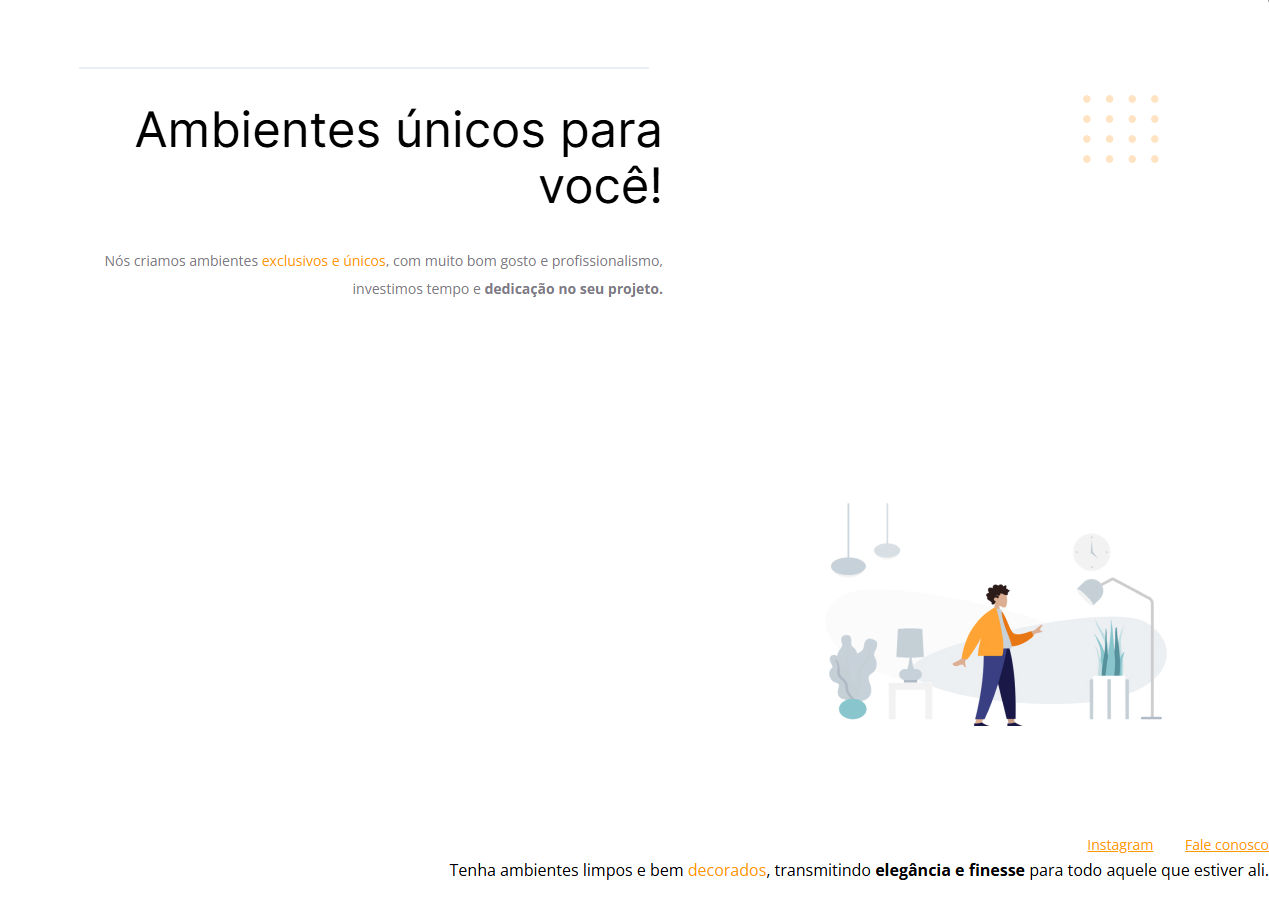 Ambientes únicos para
você!
Nós criamos ambientes exclusivos e únicos, com muito bom gosto e profissionalismo,
investimos tempo e dedicação no seu projeto.
Instagram Fale conosco
Tenha ambientes limpos e bem decorados, transmitindo elegância e finesse para todo aquele que estiver ali.